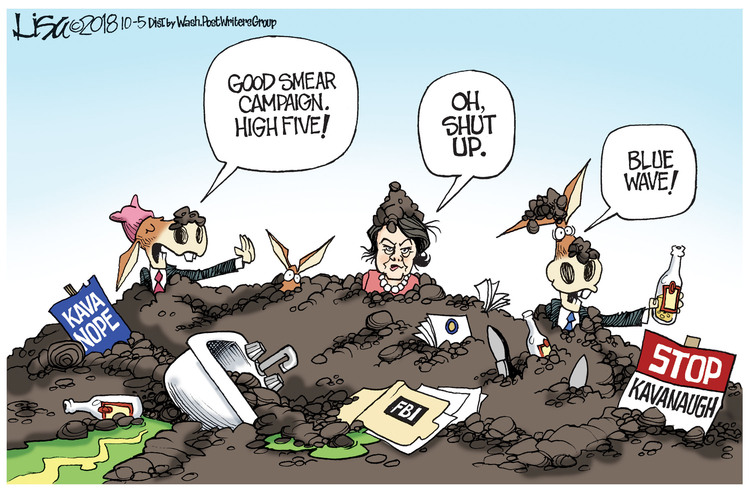 Lisa©2018 10-5 Dist by Wash.Post Writers Group
GOOD SMEAR
CAMPAIGN.
HIGH FIVE!
OH,
SHUT
UP.
BLUE
WAVE!
KAVA
NOPE
FBI
STOP
KAVANAUGH